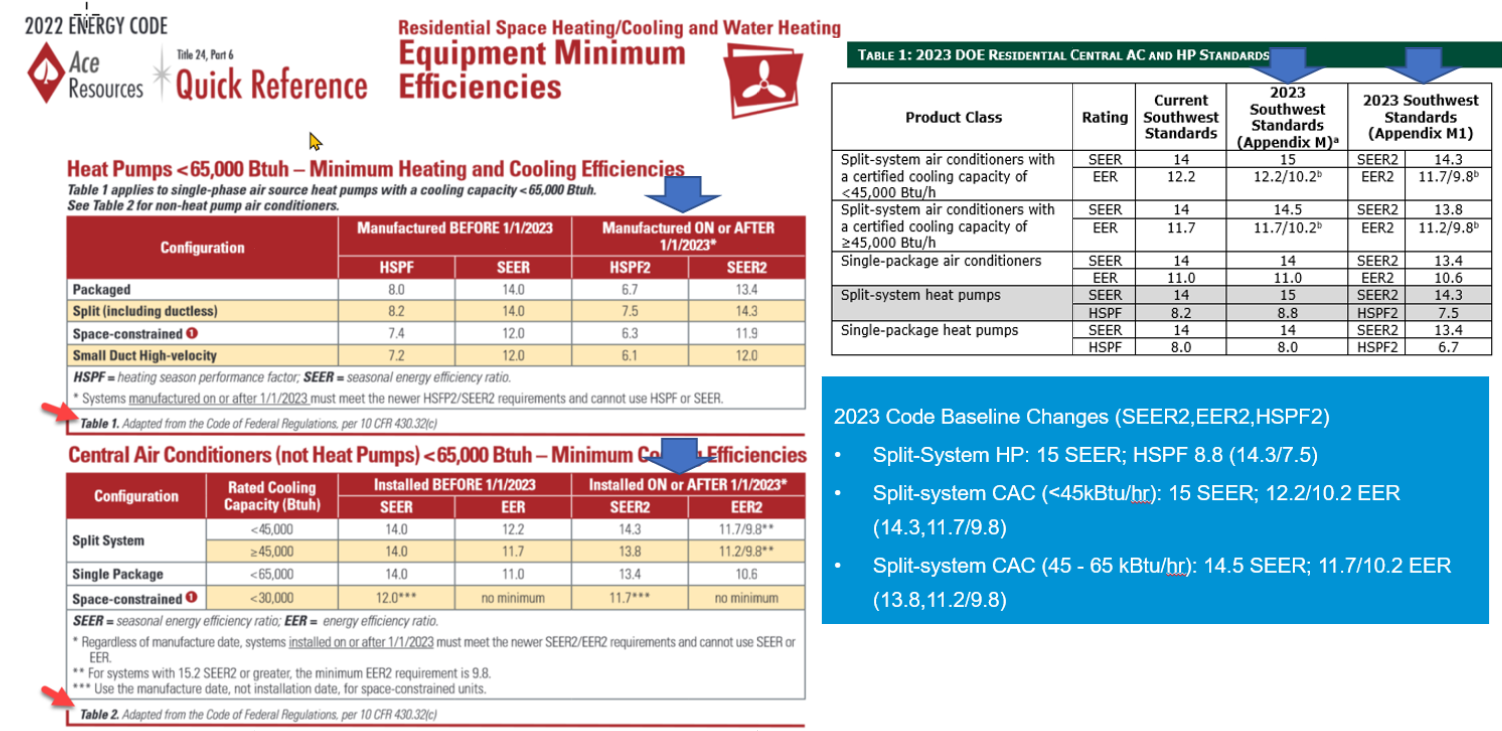 2022 ENERGY CODE
Ace
Resources
Title 24, Part 6
Quick Reference
Residential Space Heating/Cooling and Water Heating
Equipment Minimum
Efficiencies
Heat Pumps <65,000 Btuh – Minimum Heating and Cooling Efficiencies
Table 1 applies to single-phase air source heat pumps with a cooling capacity <65,000 Btuh.
See Table 2 for non-heat pump air conditioners.
Configuration
Manufactured BEFORE 1/1/2023
Manufactured ON or AFTER
1/1/2023*
HSPF SEER HSPF2 SEER2
Packaged 8.0 14.0 6.7 13.4
Split (including ductless) 8.2 14.0 7.5 14.3
Space-constrained 1 7.4 12.0 6.3 11.9
Small Duct High-velocity 7.2 12.0 6.1 12.0
HSPF = heating season performance factor; SEER = seasonal energy efficiency ratio.
* Systems manufactured on or after 1/1/2023 must meet the newer HSFP2/SEER2 requirements and cannot use HSPF or SEER.
Table 1. Adapted from the Code of Federal Regulations, per 10 CFR 430.32(c)
Central Air Conditioners (not Heat Pumps) <65,000 Btuh – Minimum Efficiencies
Configuration
Rated Cooling
Capacity (Btuh)
Installed BEFORE 1/1/2023
Installed ON or AFTER 1/1/2023*
SEER EER SEER2 EER2
Split System
<45,000 14.0 12.2 14.3 11.7/9.8**
≥45,000 14.0 11.7 13.8 11.2/9.8**
Single Package <65,000 14.0 11.0 13.4 10.6
Space-constrained 1 <30,000 12.0*** no minimum 11.7*** no minimum
SEER = seasonal energy efficiency ratio; EER = energy efficiency ratio.
* Regardless of manufacture date, systems installed on or after 1/1/2023 must meet the newer SEER2/EER2 requirements and cannot use SEER or
EER.
** For systems with 15.2 SEER2 or greater, the minimum EER2 requirement is 9.8.
*** Use the manufacture date, not installation date, for space-constrained units.
Table 2. Adapted from the Code of Federal Regulations, per 10 CFR 430.32(c)
TABLE 1: 2023 DOE RESIDENTIAL CENTRAL AC AND HP STANDARDS
Product Class
Rating
Current
Southwest
Standards
2023
Southwest
Standards
(Appendix M)ᵃ
2023 Southwest
Standards
(Appendix M1)
Split-system air conditioners with
a certified cooling capacity of
<45,000 Btu/h
SEER 14 15 SEER2 14.3
EER 12.2 12.2/10.2ᵇ EER2 11.7/9.8ᵇ
Split-system air conditioners with
a certified cooling capacity of
≥45,000 Btu/h
SEER 14 14.5 SEER2 13.8
EER 11.7 11.7/10.2ᵇ EER2 11.2/9.8ᵇ
Single-package air conditioners
SEER 14 14 SEER2 13.4
EER 11.0 11.0 EER2 10.6
Split-system heat pumps
SEER 14 15 SEER2 14.3
HSPF 8.2 8.8 HSPF2 7.5
Single-package heat pumps
SEER 14 14 SEER2 13.4
HSPF 8.0 8.0 HSPF2 6.7
2023 Code Baseline Changes (SEER2,EER2,HSPF2)
• Split-System HP: 15 SEER; HSPF 8.8 (14.3/7.5)
• Split-system CAC (<45kBtu/hr): 15 SEER; 12.2/10.2 EER
(14.3,11.7/9.8)
• Split-system CAC (45 - 65 kBtu/hr): 14.5 SEER; 11.7/10.2 EER
(13.8,11.2/9.8)